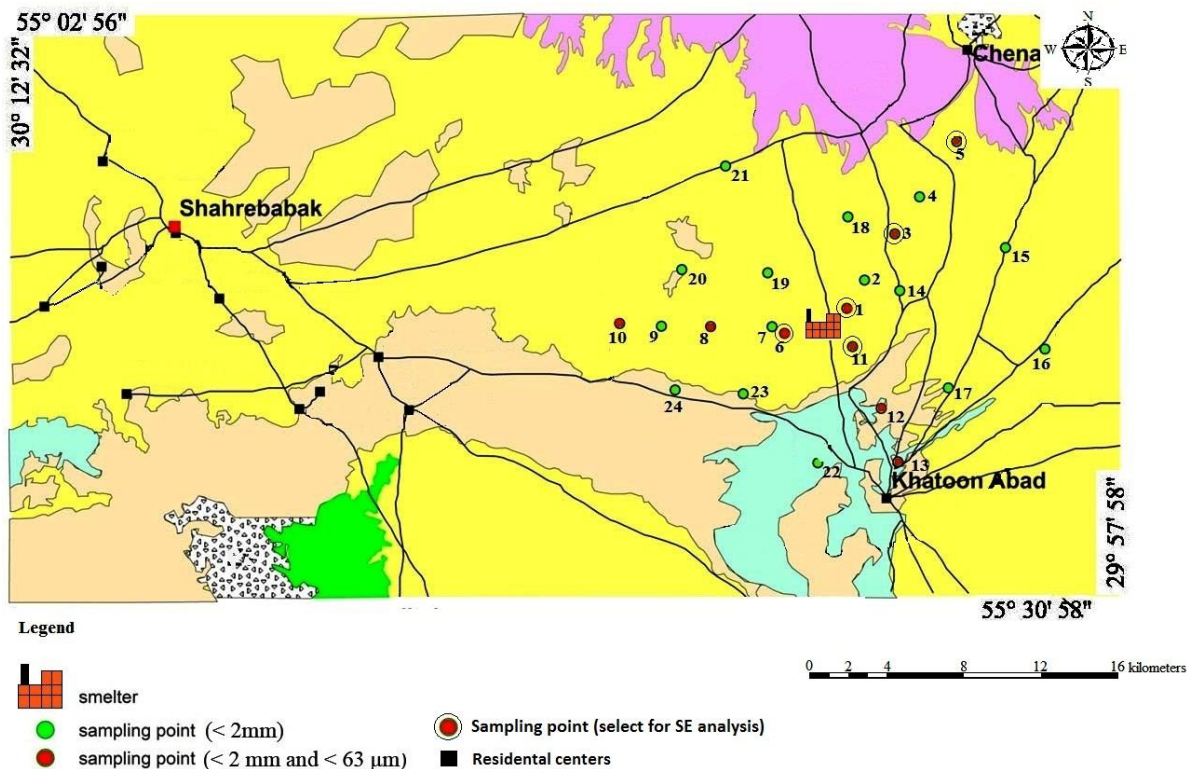 55° 02' 56"
30° 12' 32"
N
W E
S
Chena
5
21
4
Shahrebabak
18
3
15
20
19
2
14
1
10
9
8
7
6
11
16
24
23
17
12
22
13
Khatoon Abad
29° 57' 58"
55° 30' 58"
Legend
0 2 4 8 12 16 kilometers
smelter
sampling point (< 2mm)
Sampling point (select for SE analysis)
sampling point (< 2 mm and < 63 µm)
Residental centers